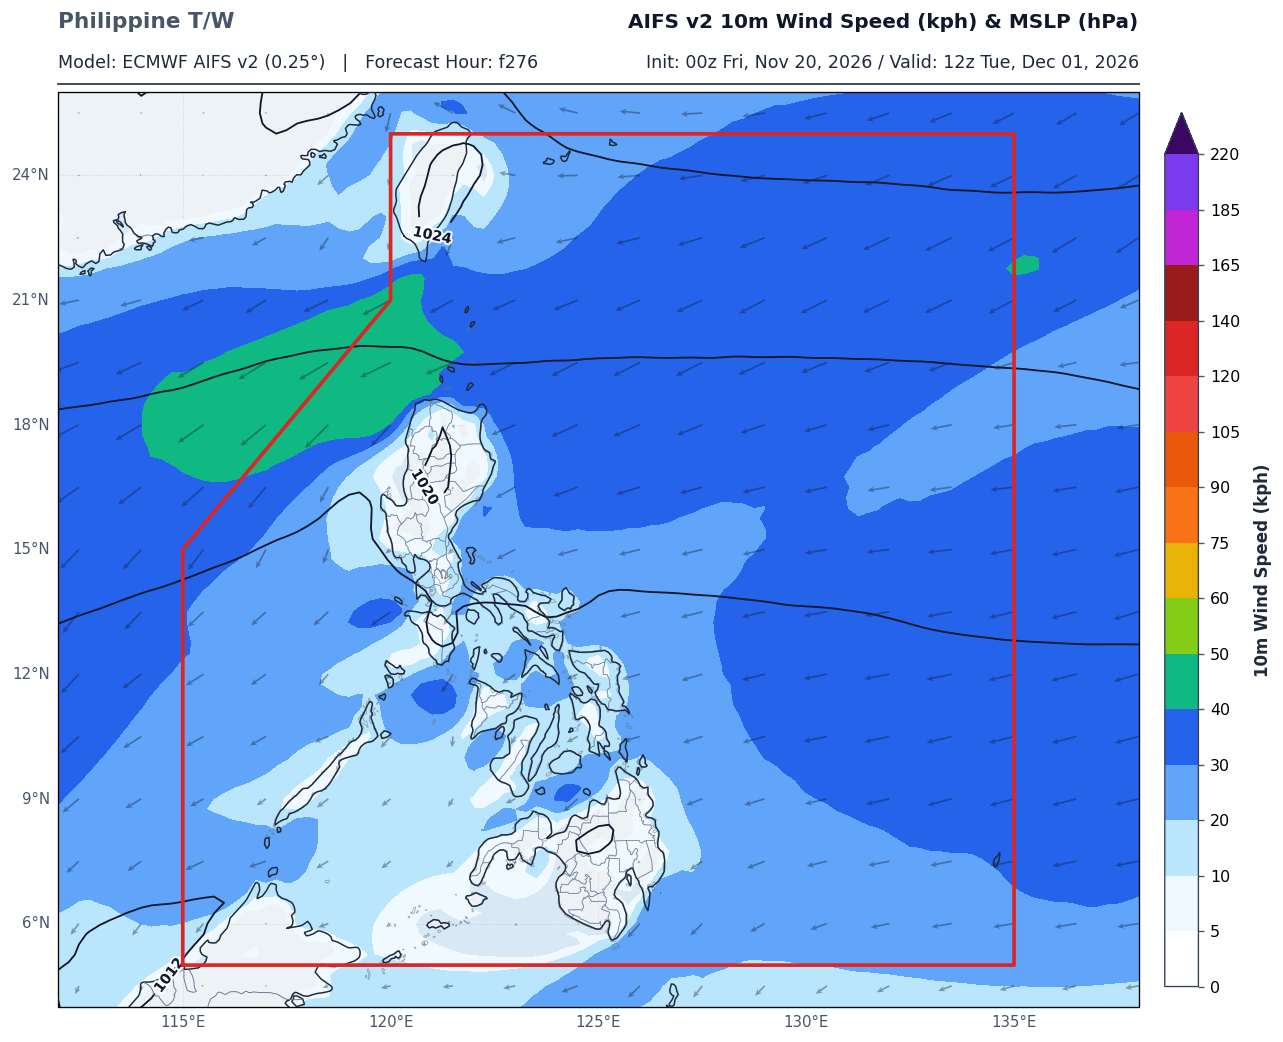 Philippine T/W
AIFS v2 10m Wind Speed (kph) & MSLP (hPa)
Model: ECMWF AIFS v2 (0.25°) | Forecast Hour: f276
Init: 00z Fri, Nov 20, 2026 / Valid: 12z Tue, Dec 01, 2026
24°N
21°N
18°N
15°N
12°N
9°N
6°N
115°E
120°E
125°E
130°E
135°E
1024
1020
1012
220
185
165
140
120
105
90
75
60
50
40
30
20
10
5
0
10m Wind Speed (kph)